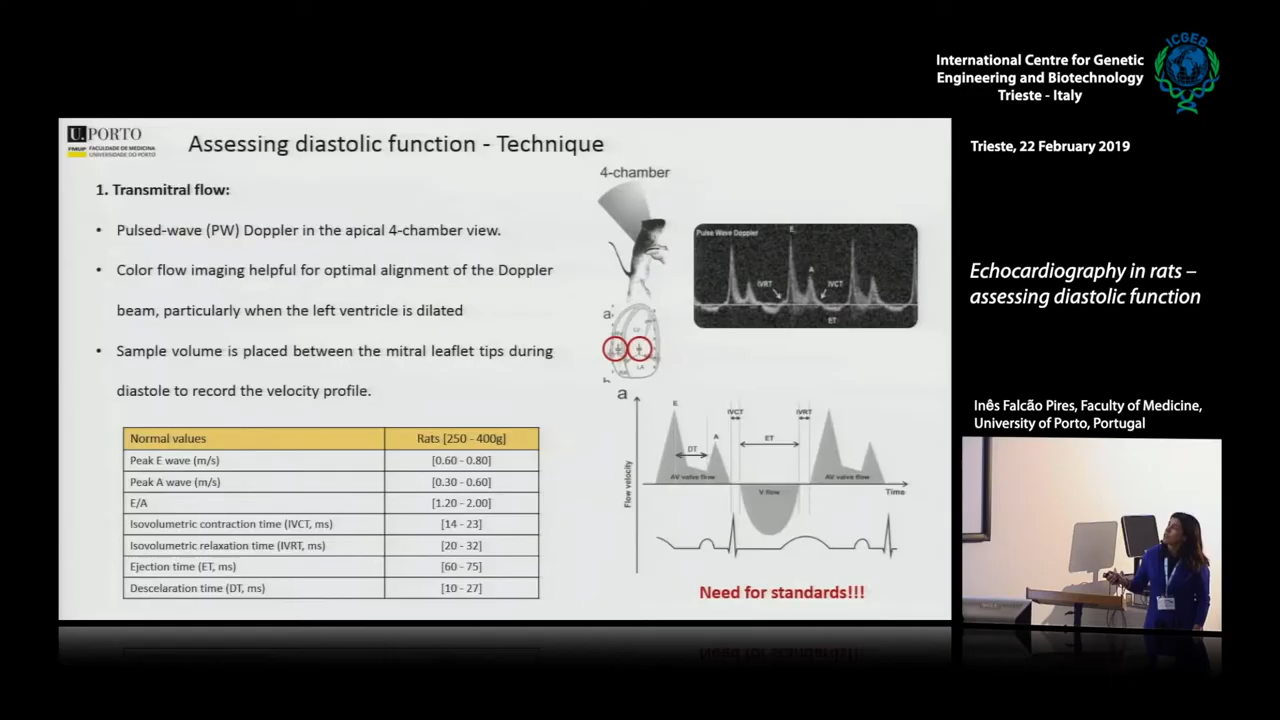 International Centre for Genetic
Engineering and Biotechnology
Trieste - Italy
ICGEB
Trieste, 22 February 2019
U.PORTO
FMUP FACULDADE DE MEDICINA
UNIVERSIDADE DO PORTO
Assessing diastolic function - Technique
1. Transmitral flow:
• Pulsed-wave (PW) Doppler in the apical 4-chamber view.
• Color flow imaging helpful for optimal alignment of the Doppler
beam, particularly when the left ventricle is dilated
• Sample volume is placed between the mitral leaflet tips during
diastole to record the velocity profile.
Normal values Rats [250 - 400g]
Peak E wave (m/s) [0.60 - 0.80]
Peak A wave (m/s) [0.30 - 0.60]
E/A [1.20 - 2.00]
Isovolumetric contraction time (IVCT, ms) [14 - 23]
Isovolumetric relaxation time (IVRT, ms) [20 - 32]
Ejection time (ET, ms) [60 - 75]
Descelaration time (DT, ms) [10 - 27]
4-chamber
a
LA
Pulse Wave Doppler
E
A
IVRT
IVCT
ET
a
E
IVCT
IVRT
A
DT
ET
AV valve flow
V flow
AV valve flow
Flow velocity
Time
Need for standards!!!
Echocardiography in rats –
assessing diastolic function
Inês Falcão Pires, Faculty of Medicine,
University of Porto, Portugal